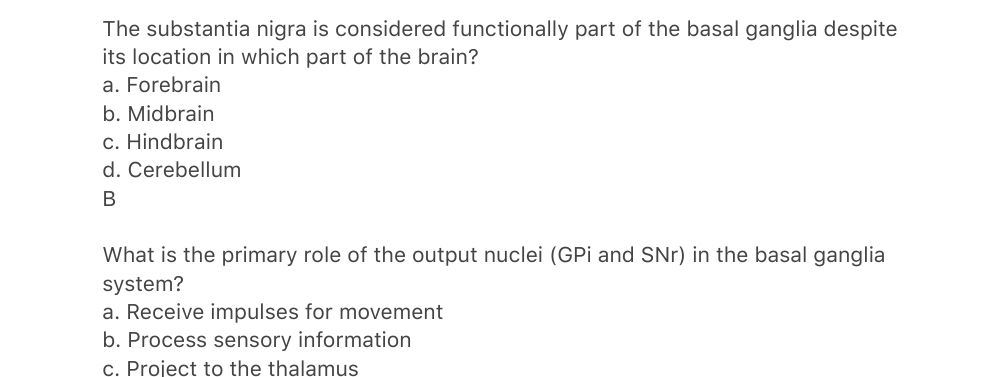 The substantia nigra is considered functionally part of the basal ganglia despite
its location in which part of the brain?
a. Forebrain
b. Midbrain
c. Hindbrain
d. Cerebellum
B
What is the primary role of the output nuclei (GPi and SNr) in the basal ganglia
system?
a. Receive impulses for movement
b. Process sensory information
c. Project to the thalamus